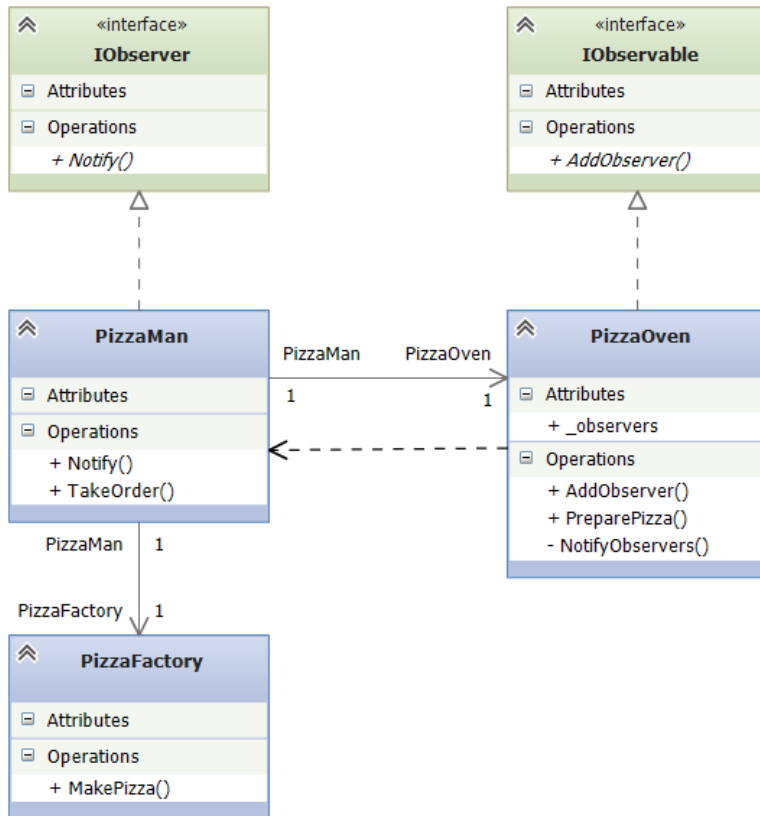 «interface»
IObserver
Attributes
Operations
+ Notify()
«interface»
IObservable
Attributes
Operations
+ AddObserver()
PizzaMan
Attributes
Operations
+ Notify()
+ TakeOrder()
PizzaMan
PizzaOven
1
1
PizzaOven
Attributes
+ _observers
Operations
+ AddObserver()
+ PreparePizza()
- NotifyObservers()
PizzaMan
1
PizzaFactory
1
PizzaFactory
Attributes
Operations
+ MakePizza()